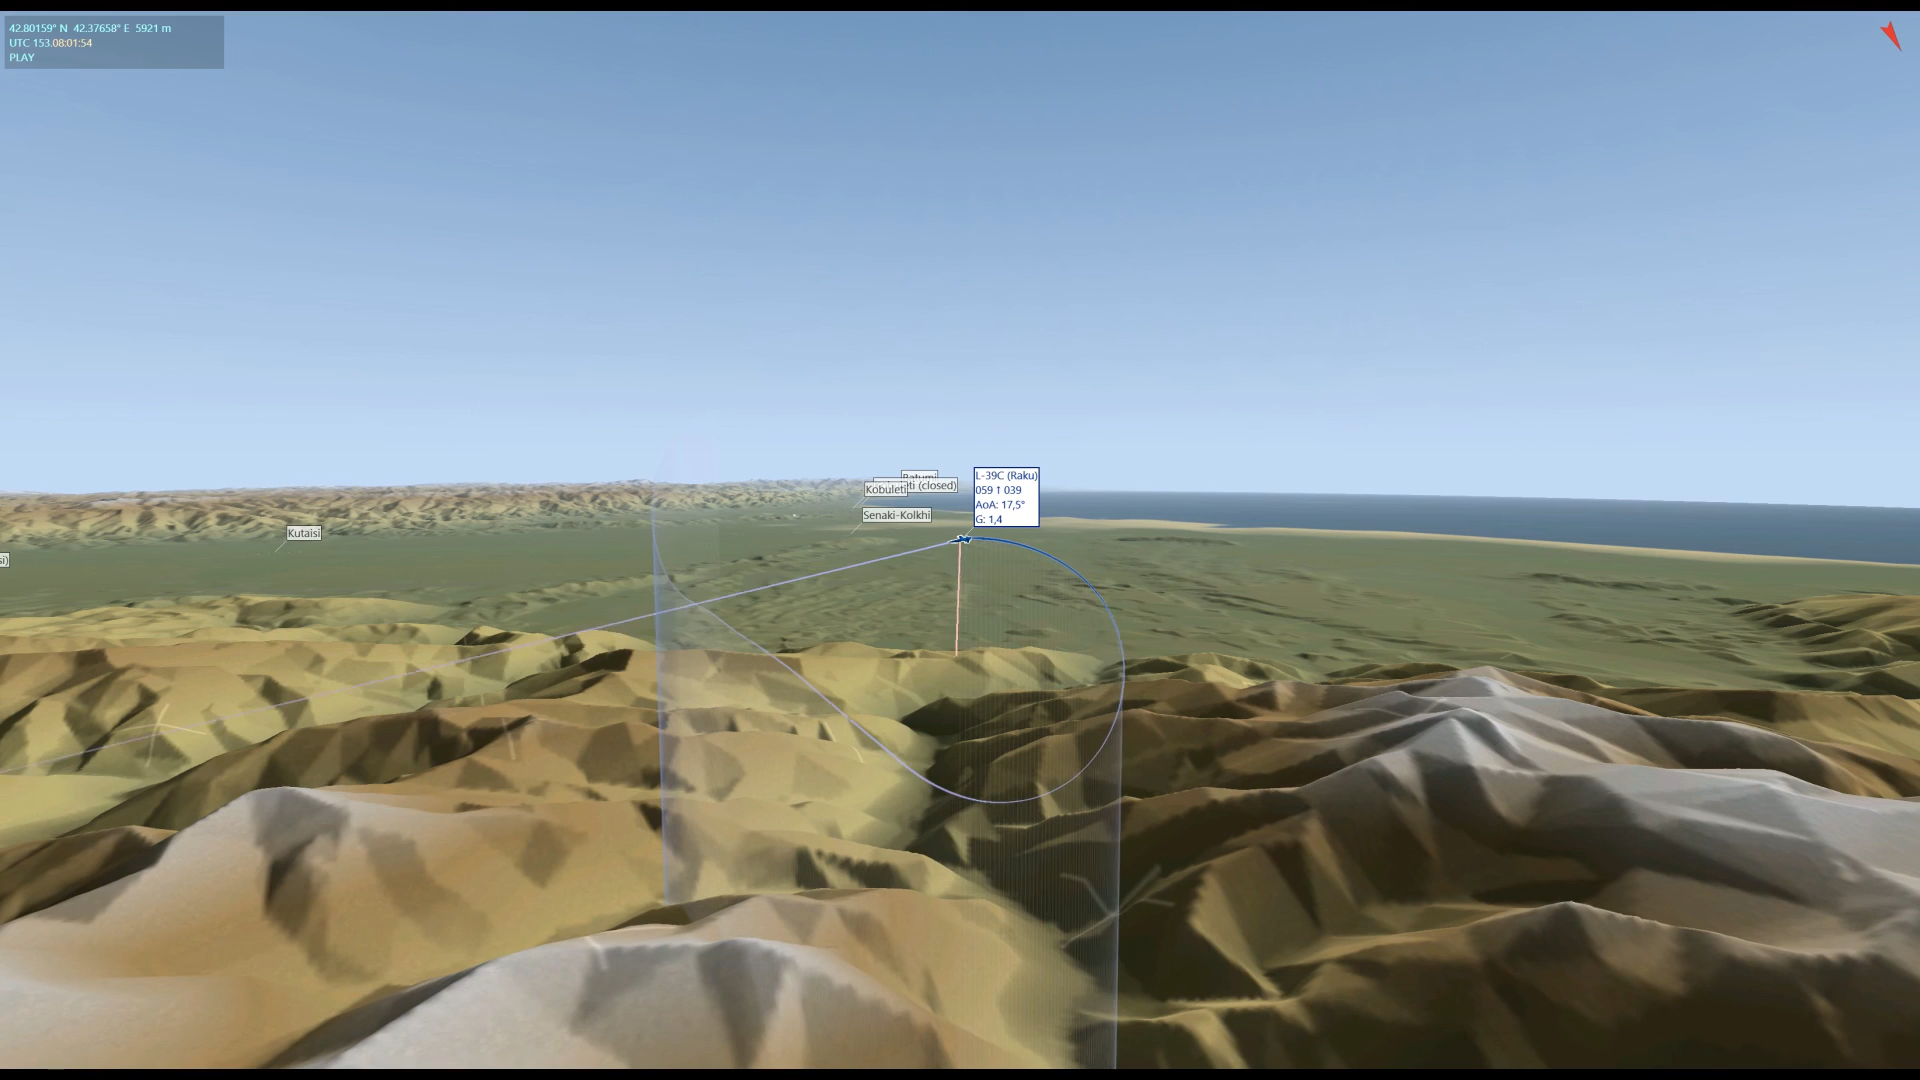 42.80159° N 42.37658° E 5921 m
UTC 153.08:01:54
PLAY
L-39C (Raku)
059 ↑ 039
AoA: 17,5°
G: 1,4
Batumi
Kobuleti
(closed)
Senaki-Kolkhi
Kutaisi